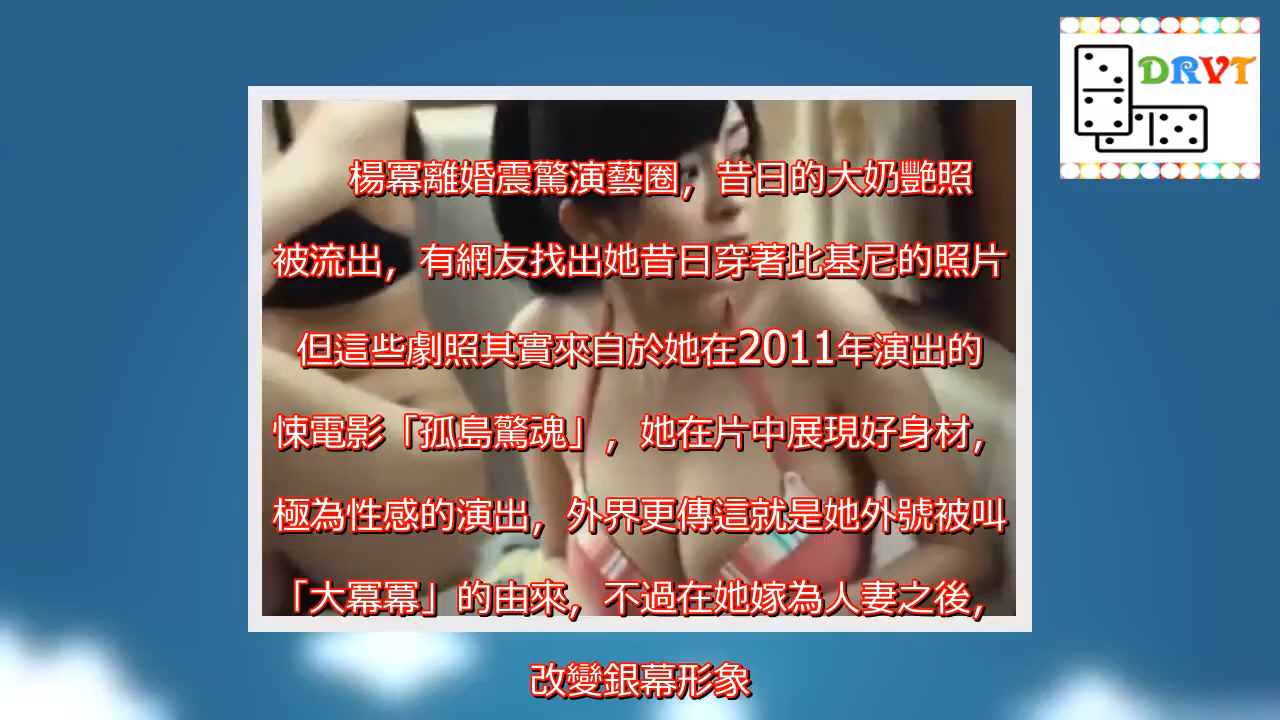 DRVT
楊冪離婚震驚演藝圈，昔日的大奶艷照
被流出，有網友找出她昔日穿著比基尼的照片
但這些劇照其實來自於她在2011年演出的
悚電影「孤島驚魂」，她在片中展現好身材，
極為性感的演出，外界更傳這就是她外號被叫
「大冪冪」的由來，不過在她嫁為人妻之後，
改變銀幕形象